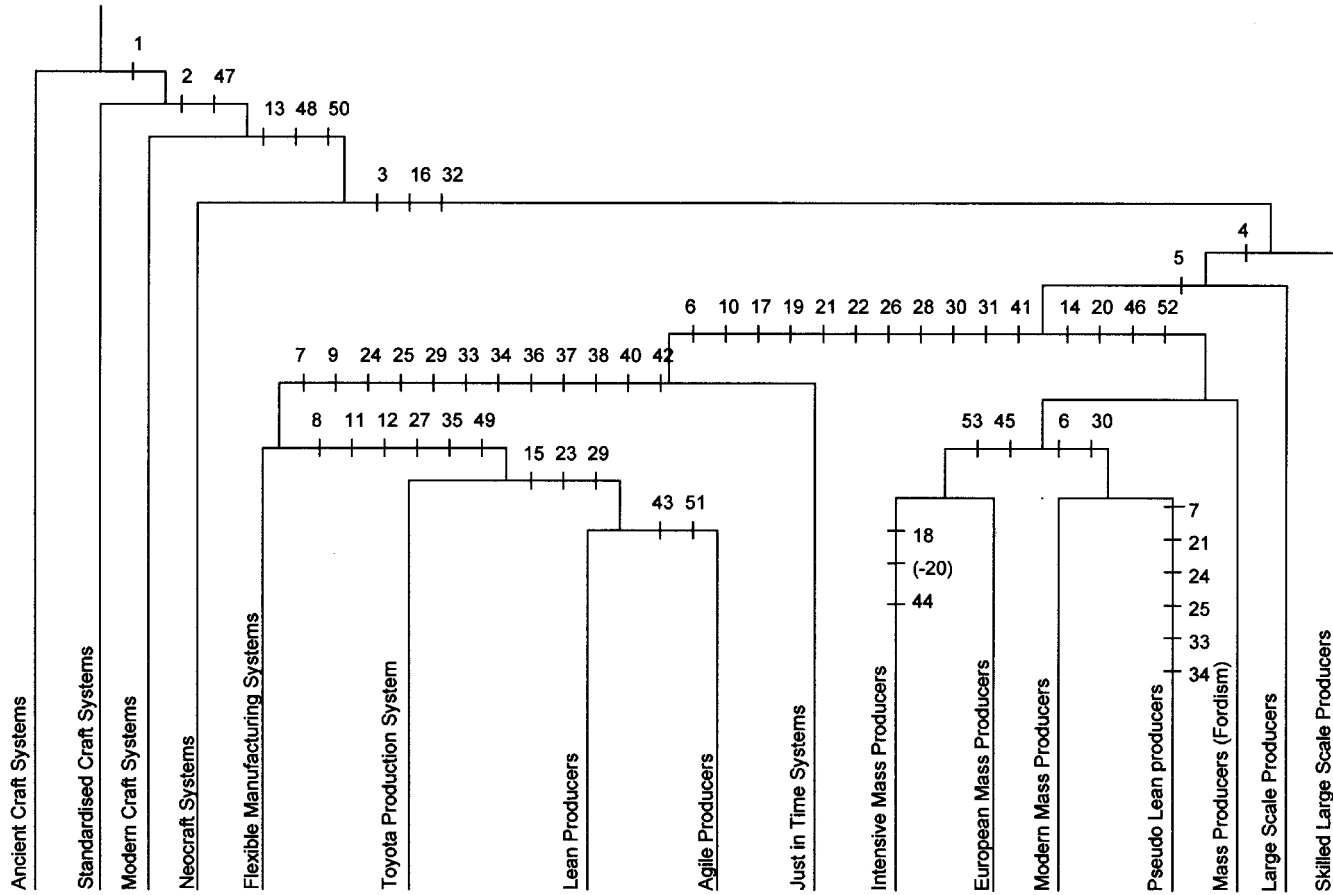 1
2 47
13 48 50
3 16 32
4
5
6 10 17 19 21 22 26 28 30 31 41 14 20 46 52
7 9 24 25 29 33 34 36 37 38 40 42
8 11 12 27 35 49
53 45 6 30
15 23 29
43 51
7
18
21
(-20)
24
44
25
33
34
Ancient Craft Systems
Standardised Craft Systems
Modern Craft Systems
Neocraft Systems
Flexible Manufacturing Systems
Toyota Production System
Lean Producers
Agile Producers
Just in Time Systems
Intensive Mass Producers
European Mass Producers
Modern Mass Producers
Pseudo Lean producers
Mass Producers (Fordism)
Large Scale Producers
Skilled Large Scale Producers